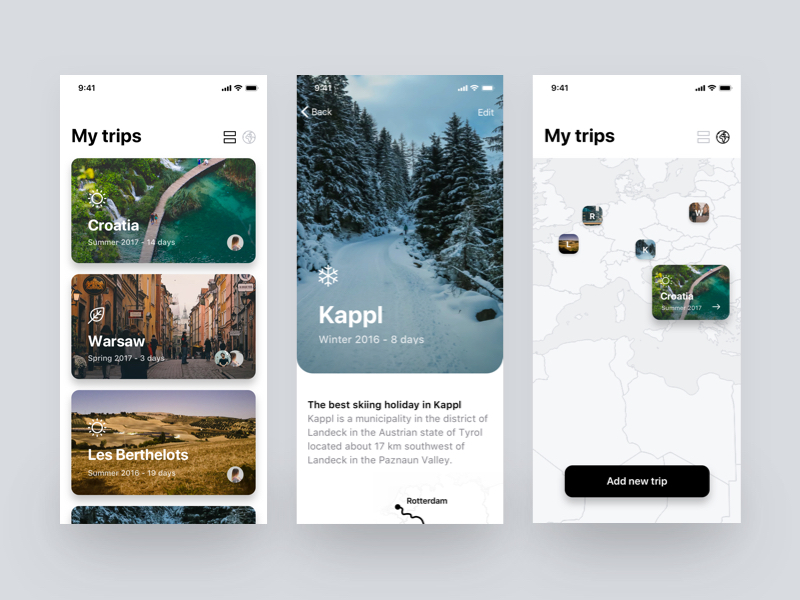 9:41
My trips
Croatia
Summer 2017 - 14 days
Warsaw
Spring 2017 - 3 days
Les Berthelots
Summer 2016 - 19 days
9:41
Back
Edit
Kappl
Winter 2016 - 8 days
The best skiing holiday in Kappl
Kappl is a municipality in the district of
Landeck in the Austrian state of Tyrol
located about 17 km southwest of
Landeck in the Paznaun Valley.
Rotterdam
9:41
My trips
R
W
L
K
Croatia
Summer 2017
Add new trip